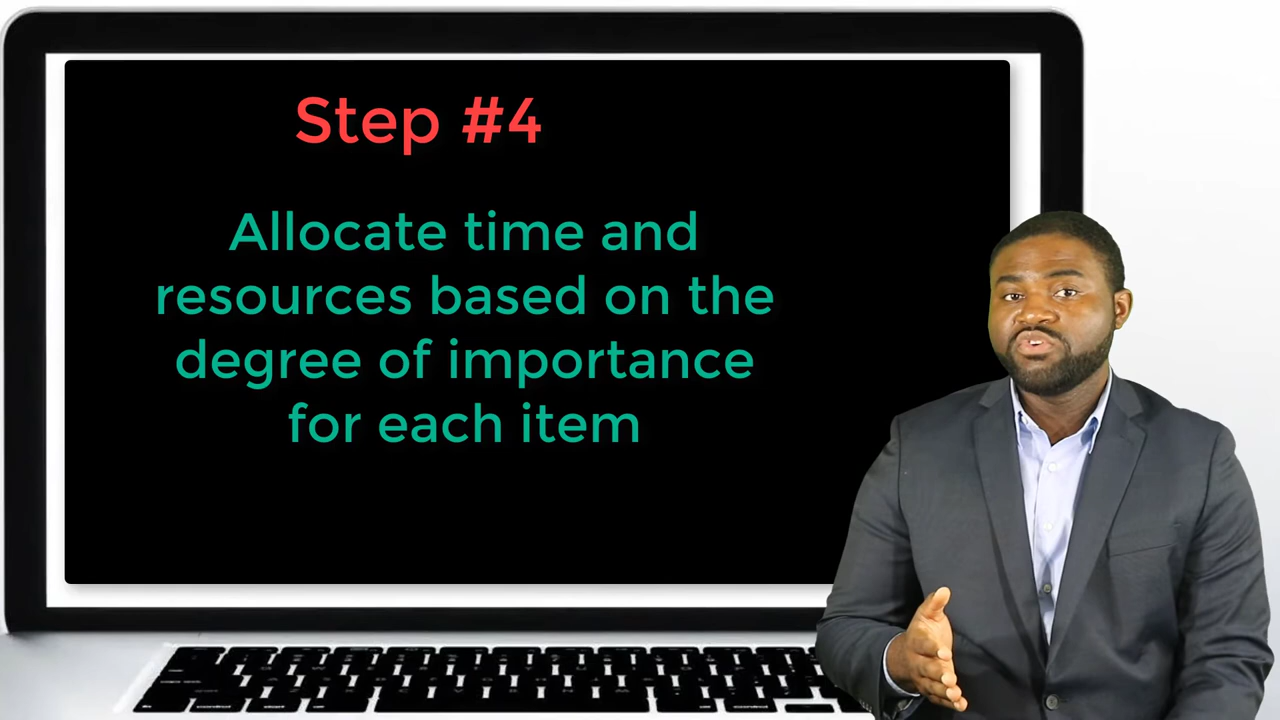 Step #4
Allocate time and
resources based on the
degree of importance
for each item